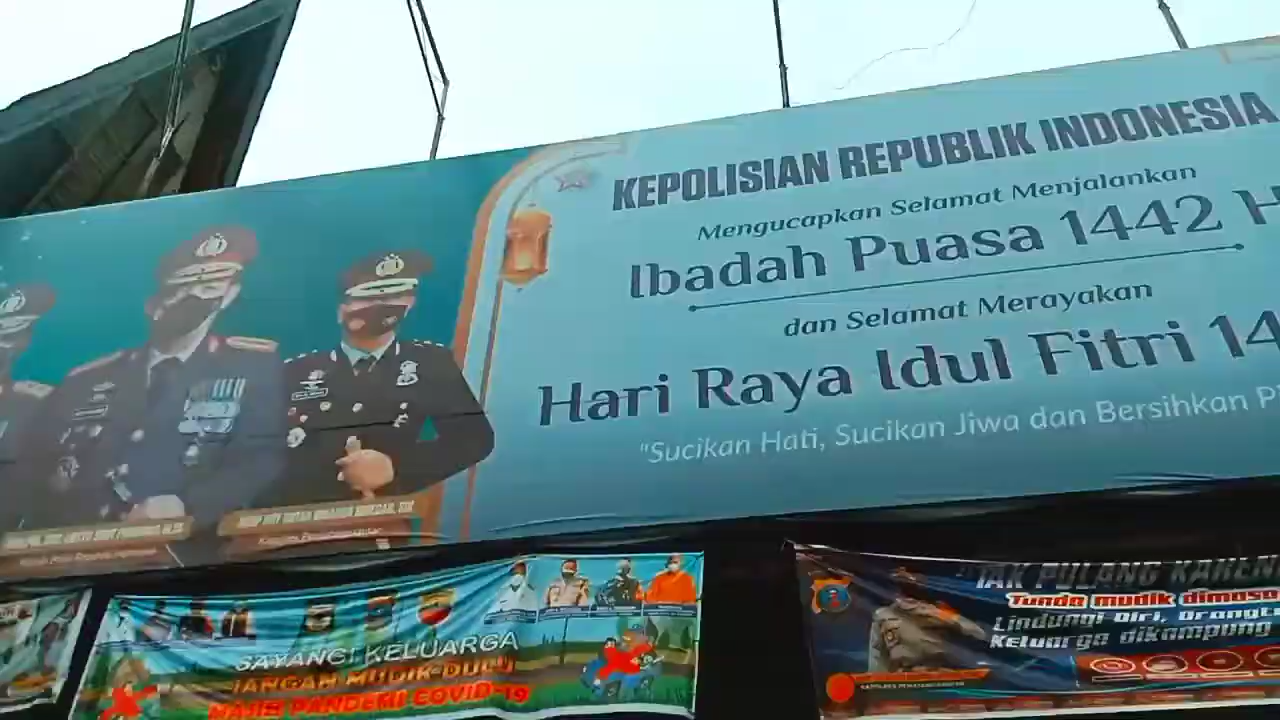 KEPOLISIAN REPUBLIK INDONESIA
Mengucapkan Selamat Menjalankan
Ibadah Puasa 1442 H
dan Selamat Merayakan
Hari Raya Idul Fitri 14
"Sucikan Hati, Sucikan Jiwa dan Bersihkan P
SAYANGI KELUARGA
JANGAN MUDIK DULU
MASIH PANDEMI COVID-19
TAK PULANG KAREN
Tunda mudik dimasa
Lindungi Diri, Orangt
Keluarga dikampung